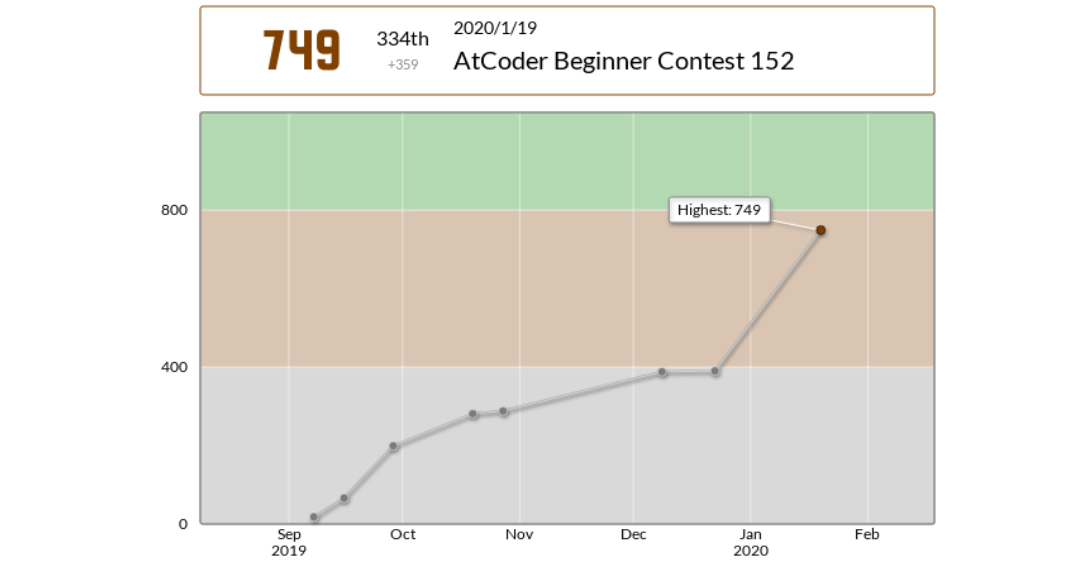 749
334th
+359
2020/1/19
AtCoder Beginner Contest 152
800
Highest: 749
400
0
Sep Oct Nov Dec Jan Feb
2019 2020